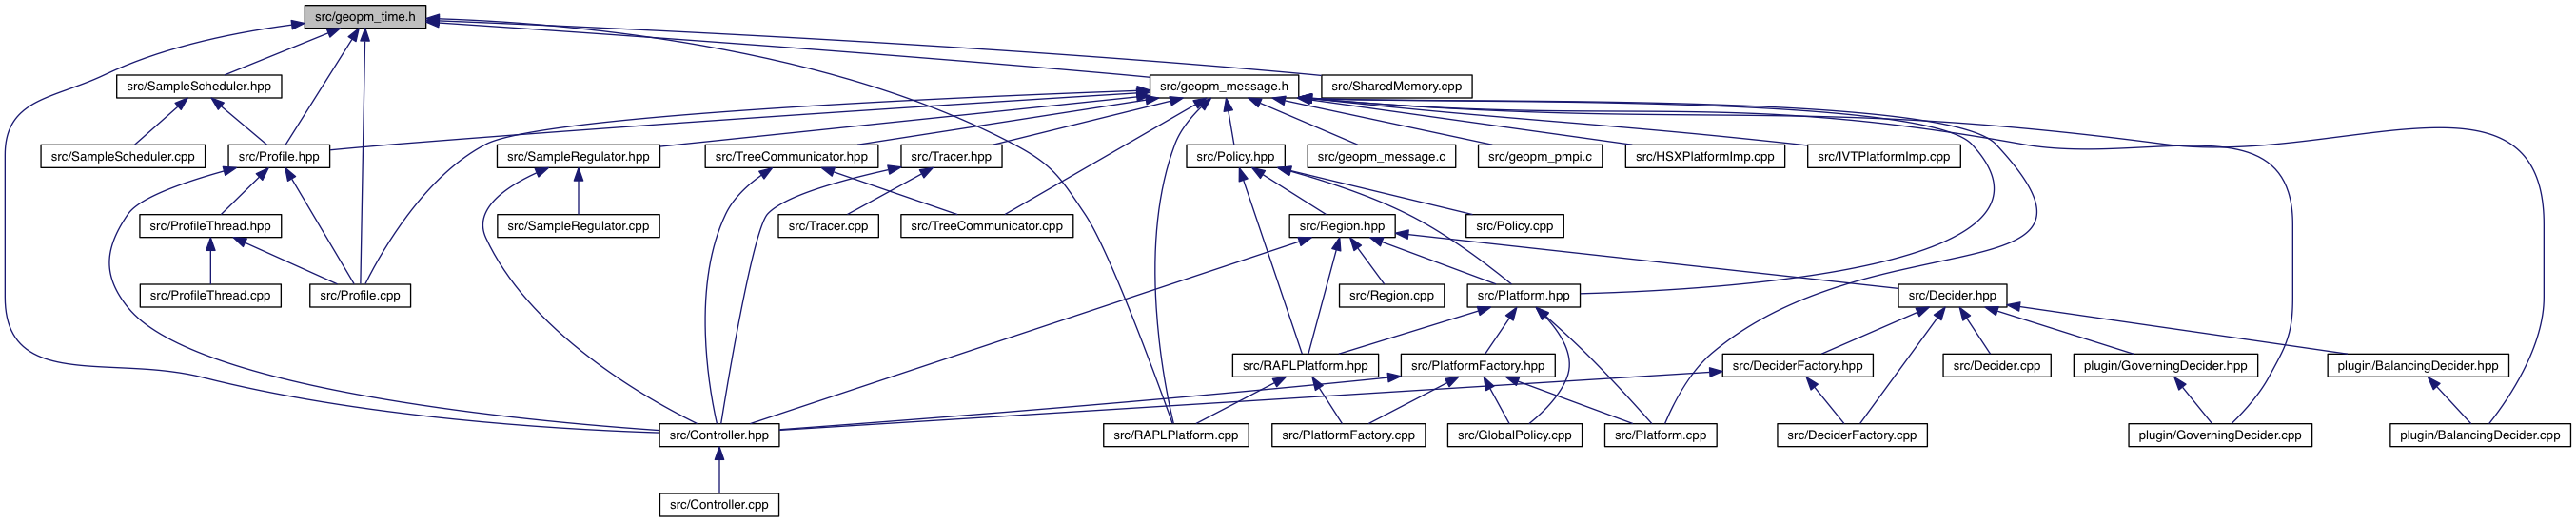 src/geopm_time.h
src/SampleScheduler.hpp
src/geopm_message.h
src/SharedMemory.cpp
src/SampleScheduler.cpp
src/Profile.hpp
src/SampleRegulator.hpp
src/TreeCommunicator.hpp
src/Tracer.hpp
src/Policy.hpp
src/geopm_message.c
src/geopm_pmpi.c
src/HSXPlatformImp.cpp
src/IVTPlatformImp.cpp
src/ProfileThread.hpp
src/SampleRegulator.cpp
src/Tracer.cpp
src/TreeCommunicator.cpp
src/Region.hpp
src/Policy.cpp
src/ProfileThread.cpp
src/Profile.cpp
src/Region.cpp
src/Platform.hpp
src/Decider.hpp
src/RAPLPlatform.hpp
src/PlatformFactory.hpp
src/DeciderFactory.hpp
src/Decider.cpp
plugin/GoverningDecider.hpp
plugin/BalancingDecider.hpp
src/Controller.hpp
src/RAPLPlatform.cpp
src/PlatformFactory.cpp
src/GlobalPolicy.cpp
src/Platform.cpp
src/DeciderFactory.cpp
plugin/GoverningDecider.cpp
plugin/BalancingDecider.cpp
src/Controller.cpp